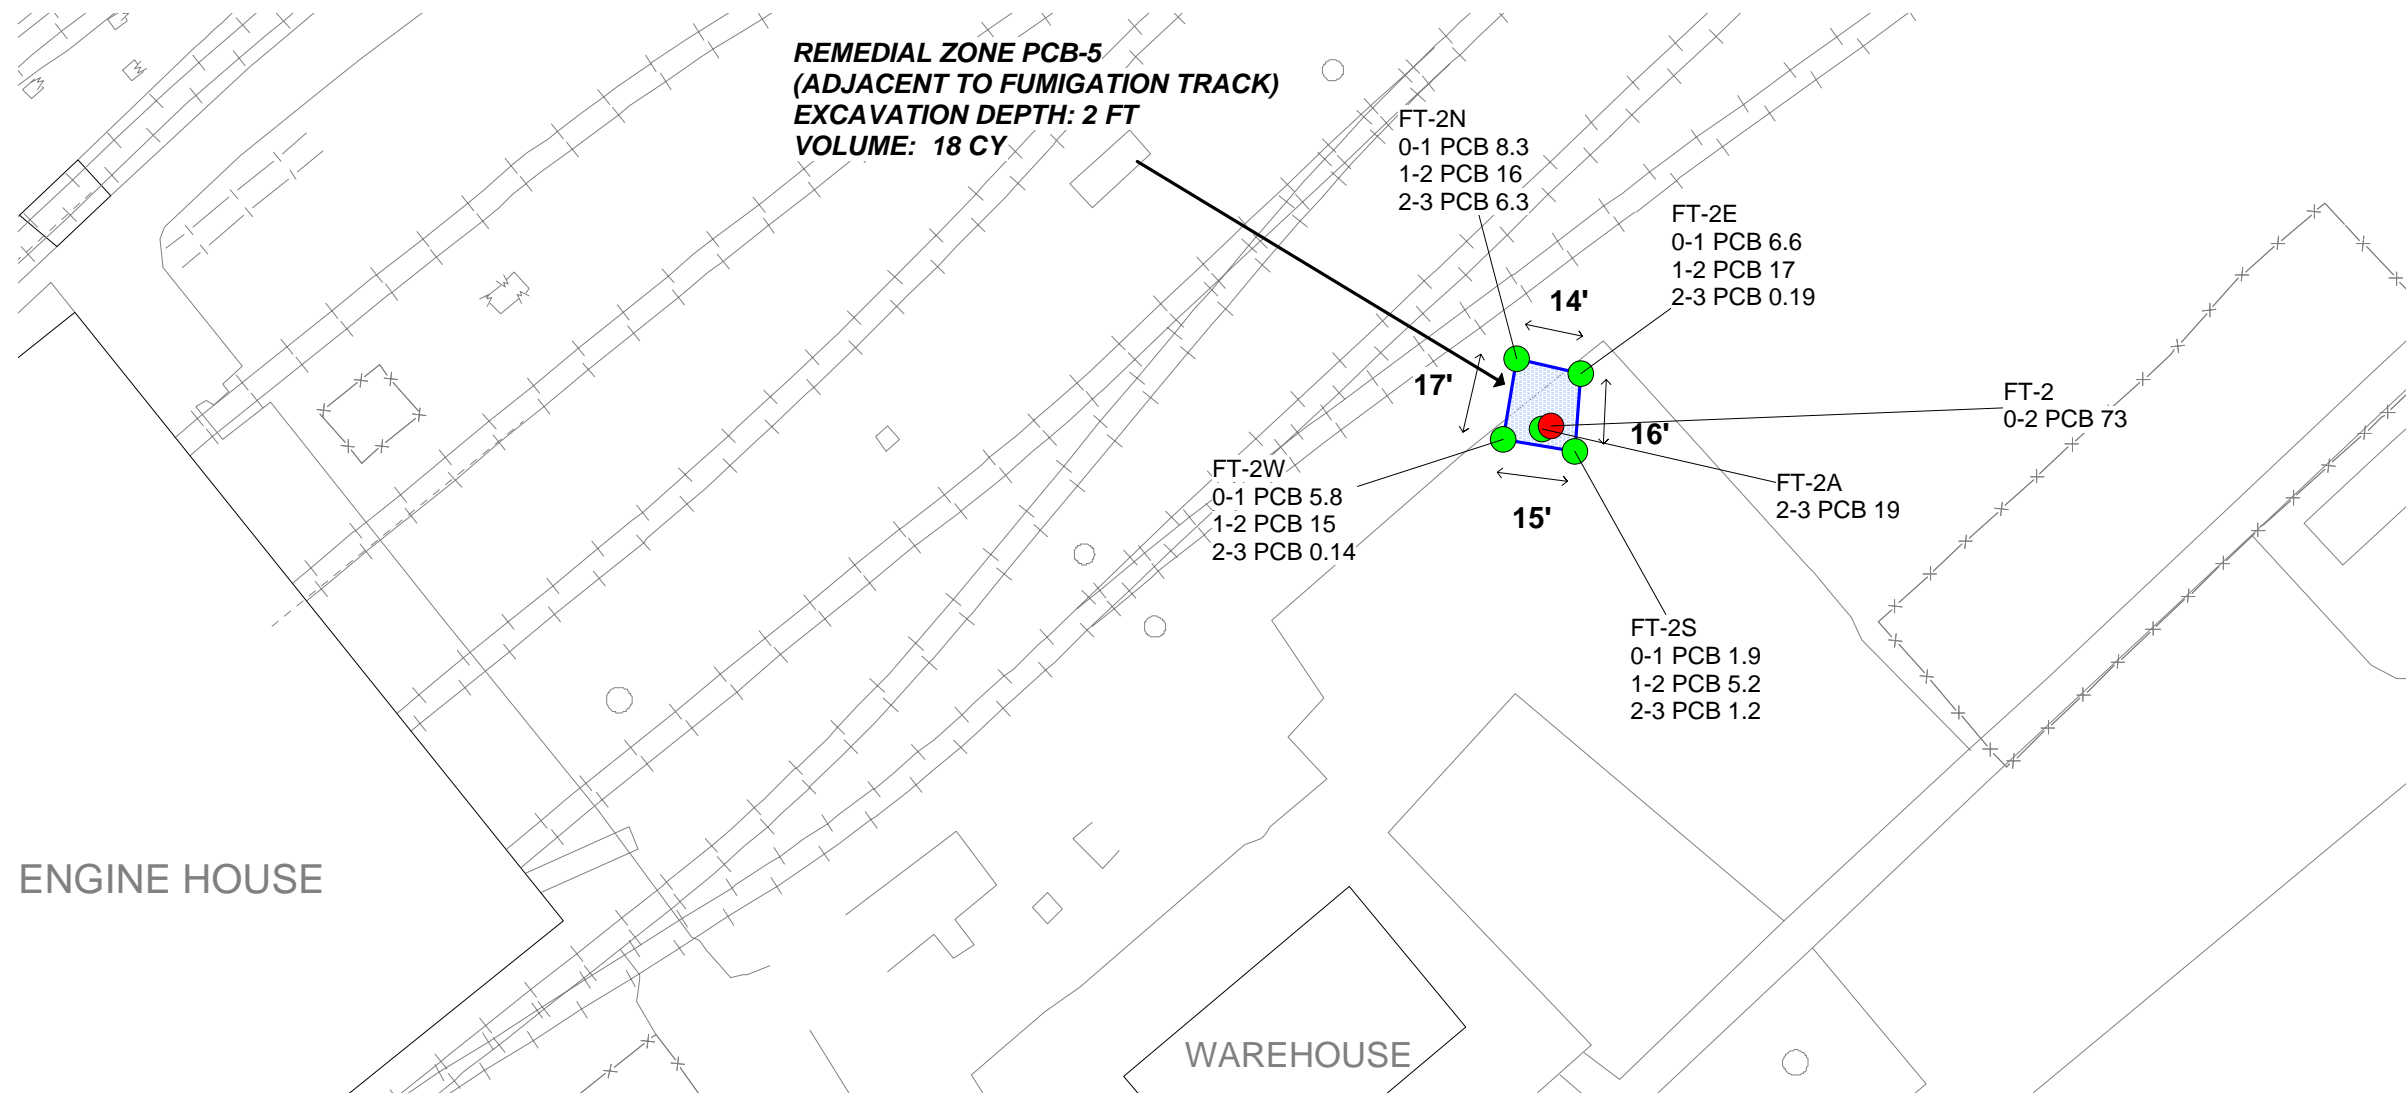 REMEDIAL ZONE PCB-5
(ADJACENT TO FUMIGATION TRACK)
EXCAVATION DEPTH: 2 FT
VOLUME: 18 CY
FT-2N
0-1 PCB 8.3
1-2 PCB 16
2-3 PCB 6.3
FT-2E
0-1 PCB 6.6
1-2 PCB 17
2-3 PCB 0.19
14'
17'
16'
15'
FT-2
0-2 PCB 73
FT-2A
2-3 PCB 19
FT-2W
0-1 PCB 5.8
1-2 PCB 15
2-3 PCB 0.14
FT-2S
0-1 PCB 1.9
1-2 PCB 5.2
2-3 PCB 1.2
ENGINE HOUSE
WAREHOUSE